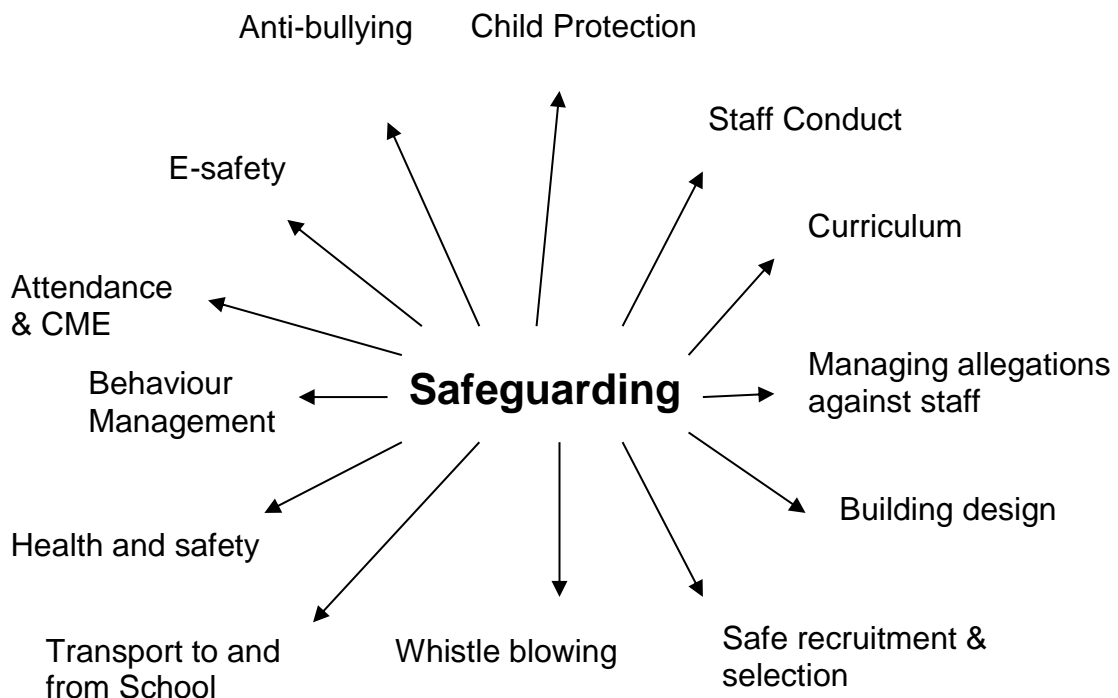 Anti-bullying
Child Protection
Staff Conduct
E-safety
Curriculum
Attendance
& CME
Managing allegations
against staff
Behaviour
Management
Safeguarding
Building design
Health and safety
Transport to and
from School
Whistle blowing
Safe recruitment &
selection